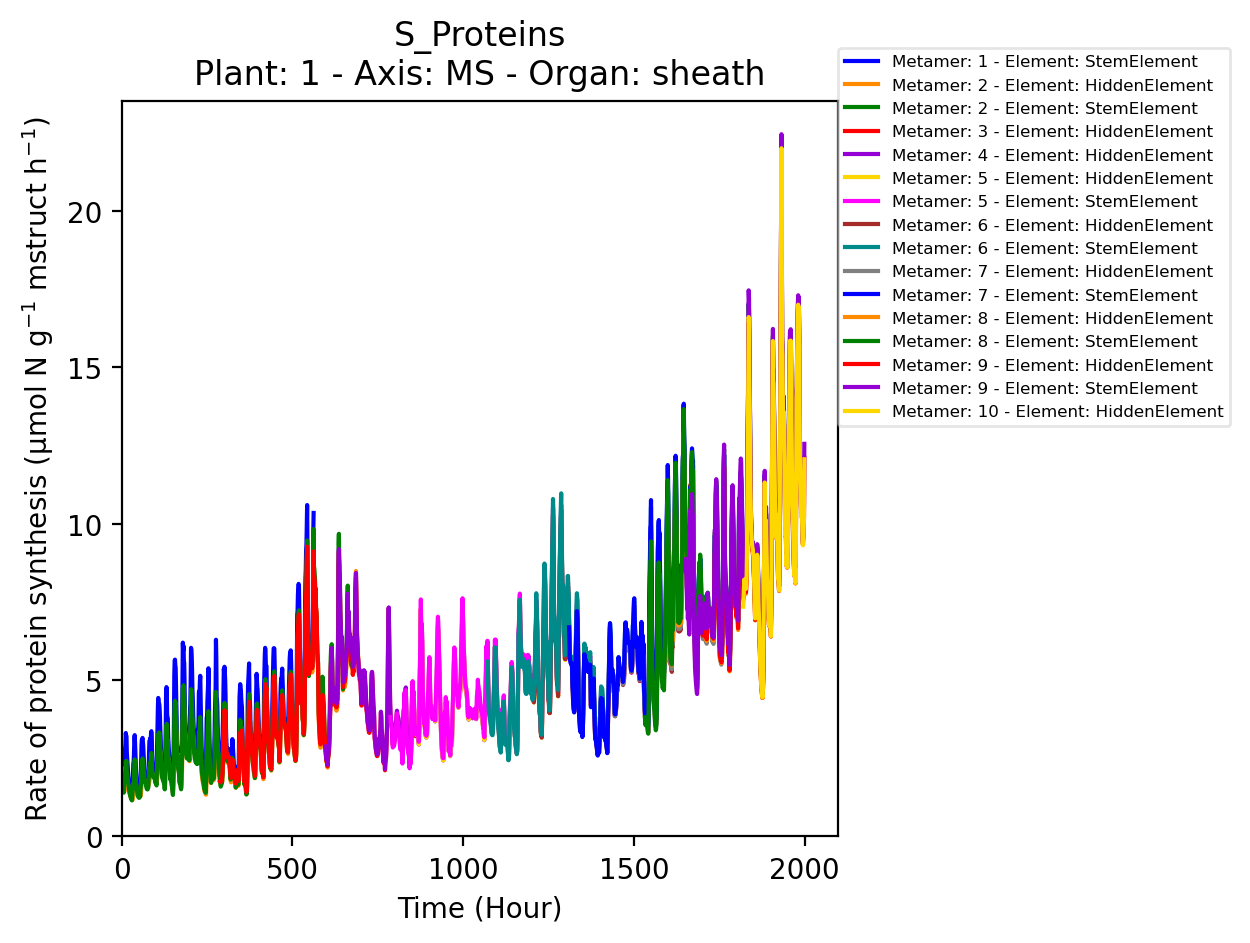 S_Proteins
Plant: 1 - Axis: MS - Organ: sheath
Rate of protein synthesis (µmol N g⁻¹ mstruct h⁻¹)
20
15
10
5
0
0 500 1000 1500 2000
Time (Hour)
Metamer: 1 - Element: StemElement
Metamer: 2 - Element: HiddenElement
Metamer: 2 - Element: StemElement
Metamer: 3 - Element: HiddenElement
Metamer: 4 - Element: HiddenElement
Metamer: 5 - Element: HiddenElement
Metamer: 5 - Element: StemElement
Metamer: 6 - Element: HiddenElement
Metamer: 6 - Element: StemElement
Metamer: 7 - Element: HiddenElement
Metamer: 7 - Element: StemElement
Metamer: 8 - Element: HiddenElement
Metamer: 8 - Element: StemElement
Metamer: 9 - Element: HiddenElement
Metamer: 9 - Element: StemElement
Metamer: 10 - Element: HiddenElement